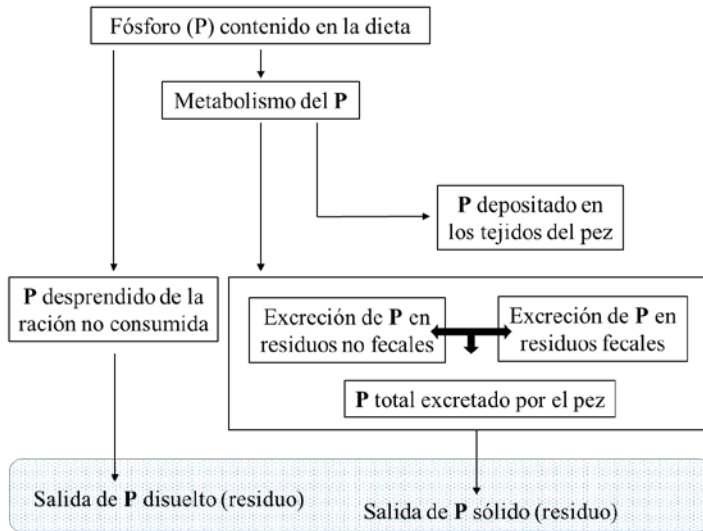 Fósforo (P) contenido en la dieta
Metabolismo del P
P depositado en
los tejidos del pez
P desprendido de la
ración no consumida
Excreción de P en
residuos no fecales
Excreción de P en
residuos fecales
P total excretado por el pez
Salida de P disuelto (residuo)
Salida de P sólido (residuo)